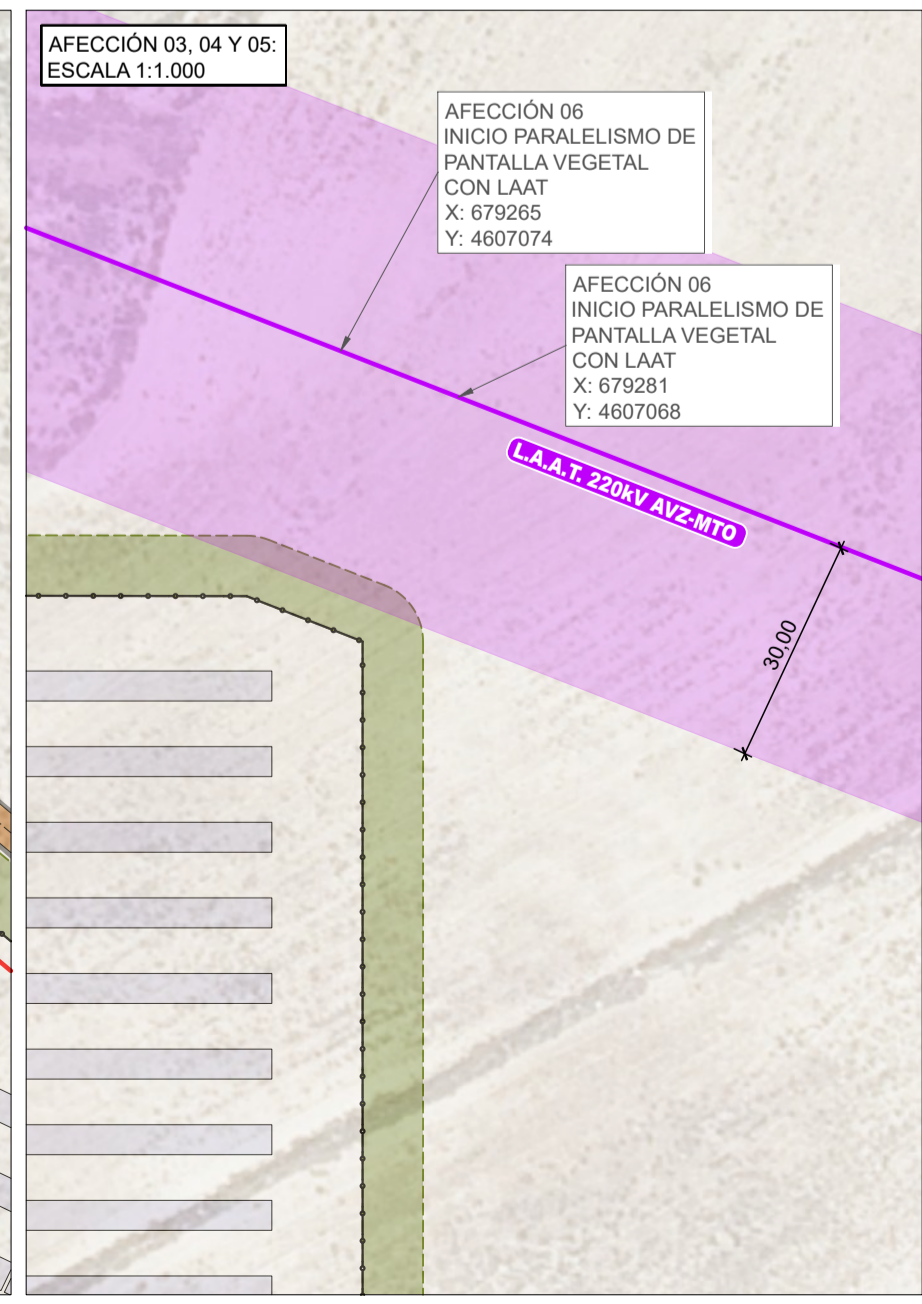 AFECCIÓN 03, 04 Y 05:
ESCALA 1:1.000
AFECCIÓN 06
INICIO PARALELISMO DE
PANTALLA VEGETAL
CON LAAT
X: 679265
Y: 4607074
AFECCIÓN 06
INICIO PARALELISMO DE
PANTALLA VEGETAL
CON LAAT
X: 679281
Y: 4607068
L.A.A.T. 220kV AVZ-MTO
30,00